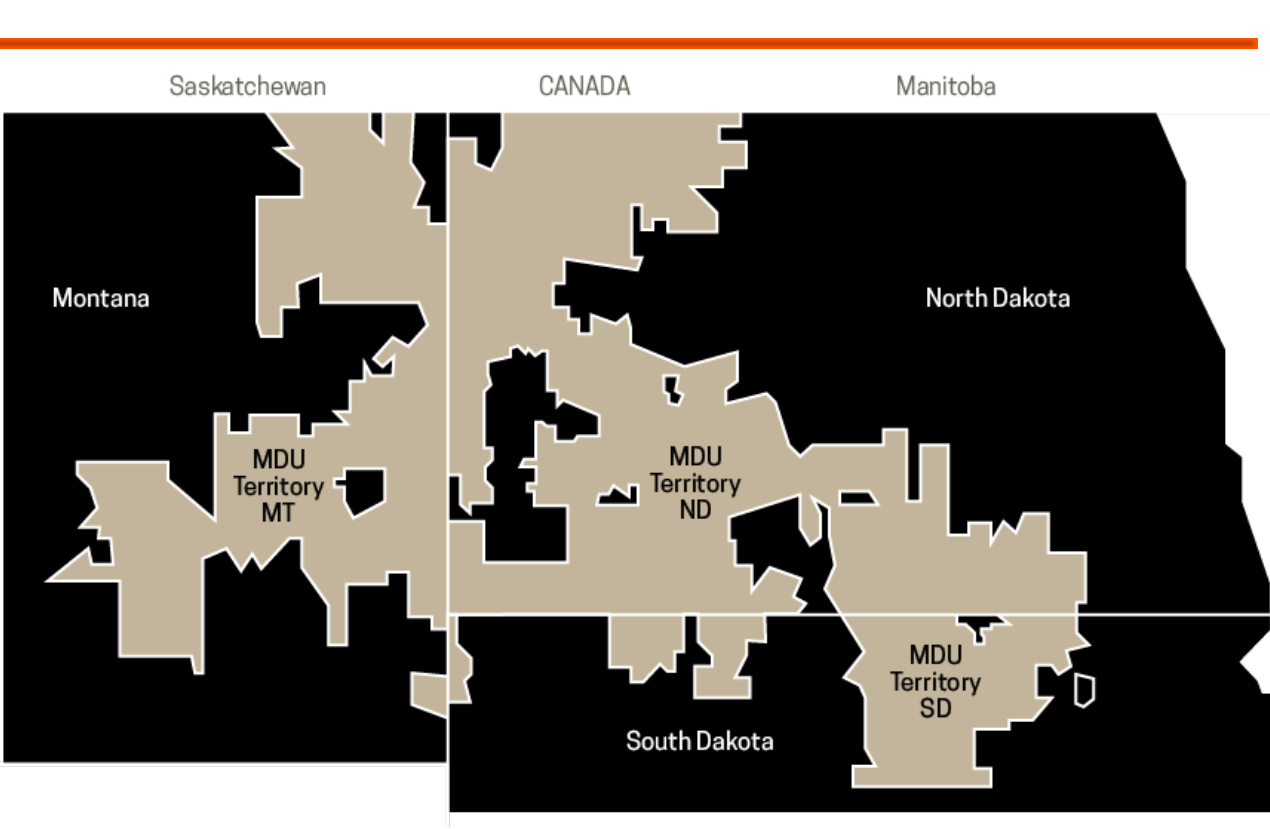 Saskatchewan
CANADA
Manitoba
Montana
North Dakota
MDU
Territory
MT
MDU
Territory
ND
MDU
Territory
SD
South Dakota